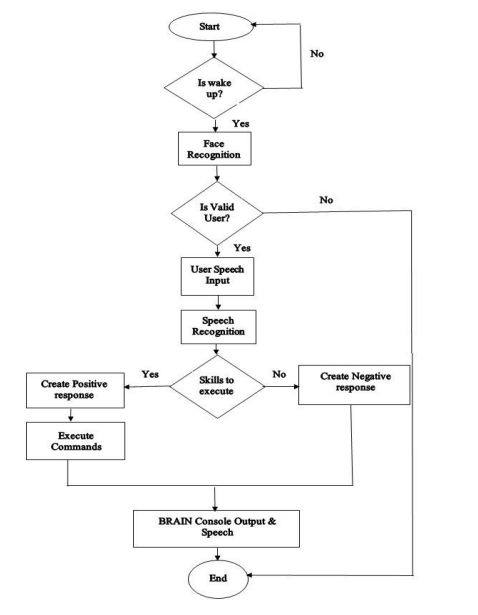 Start
No
Is wake
up?
Yes
Face
Recognition
Is Valid
User?
No
Yes
User Speech
Input
Speech
Recognition
Yes
Skills to
execute
No
Create Positive
response
Create Negative
response
Execute
Commands
BRAIN Console Output &
Speech
End